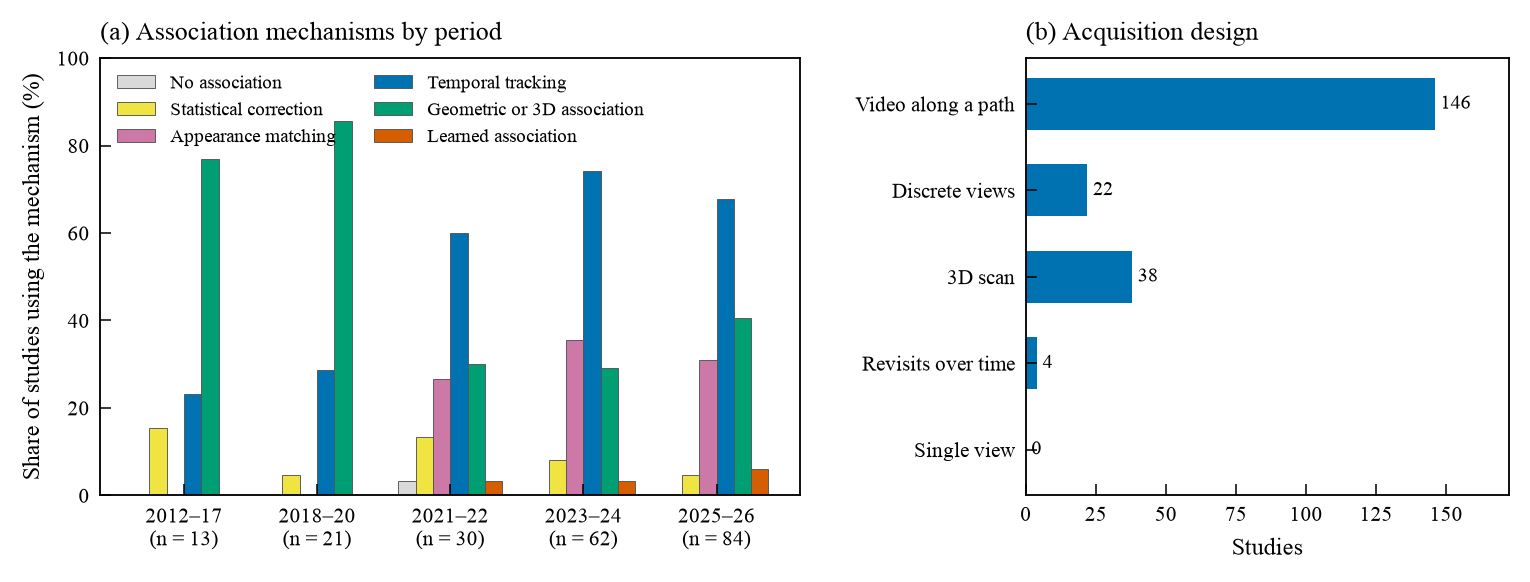 (a) Association mechanisms by period
Share of studies using the mechanism (%)
100
80
60
40
20
0
No association
Statistical correction
Appearance matching
Temporal tracking
Geometric or 3D association
Learned association
2012–17
(n = 13)
2018–20
(n = 21)
2021–22
(n = 30)
2023–24
(n = 62)
2025–26
(n = 84)
(b) Acquisition design
Video along a path
146
Discrete views
22
3D scan
38
Revisits over time
4
Single view
0
0
25
50
75
100
125
150
Studies